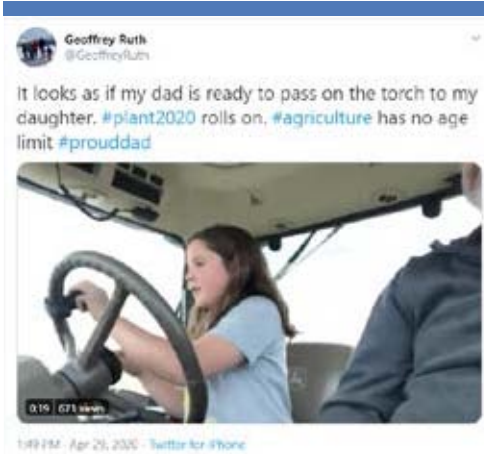 Geoffrey Ruth
@GeoffreyRuth
It looks as if my dad is ready to pass on the torch to my
daughter. #plant2020 rolls on. #agriculture has no age
limit #prouddad
0:19 671 views
1:49 PM · Apr 29, 2020 · Twitter for iPhone